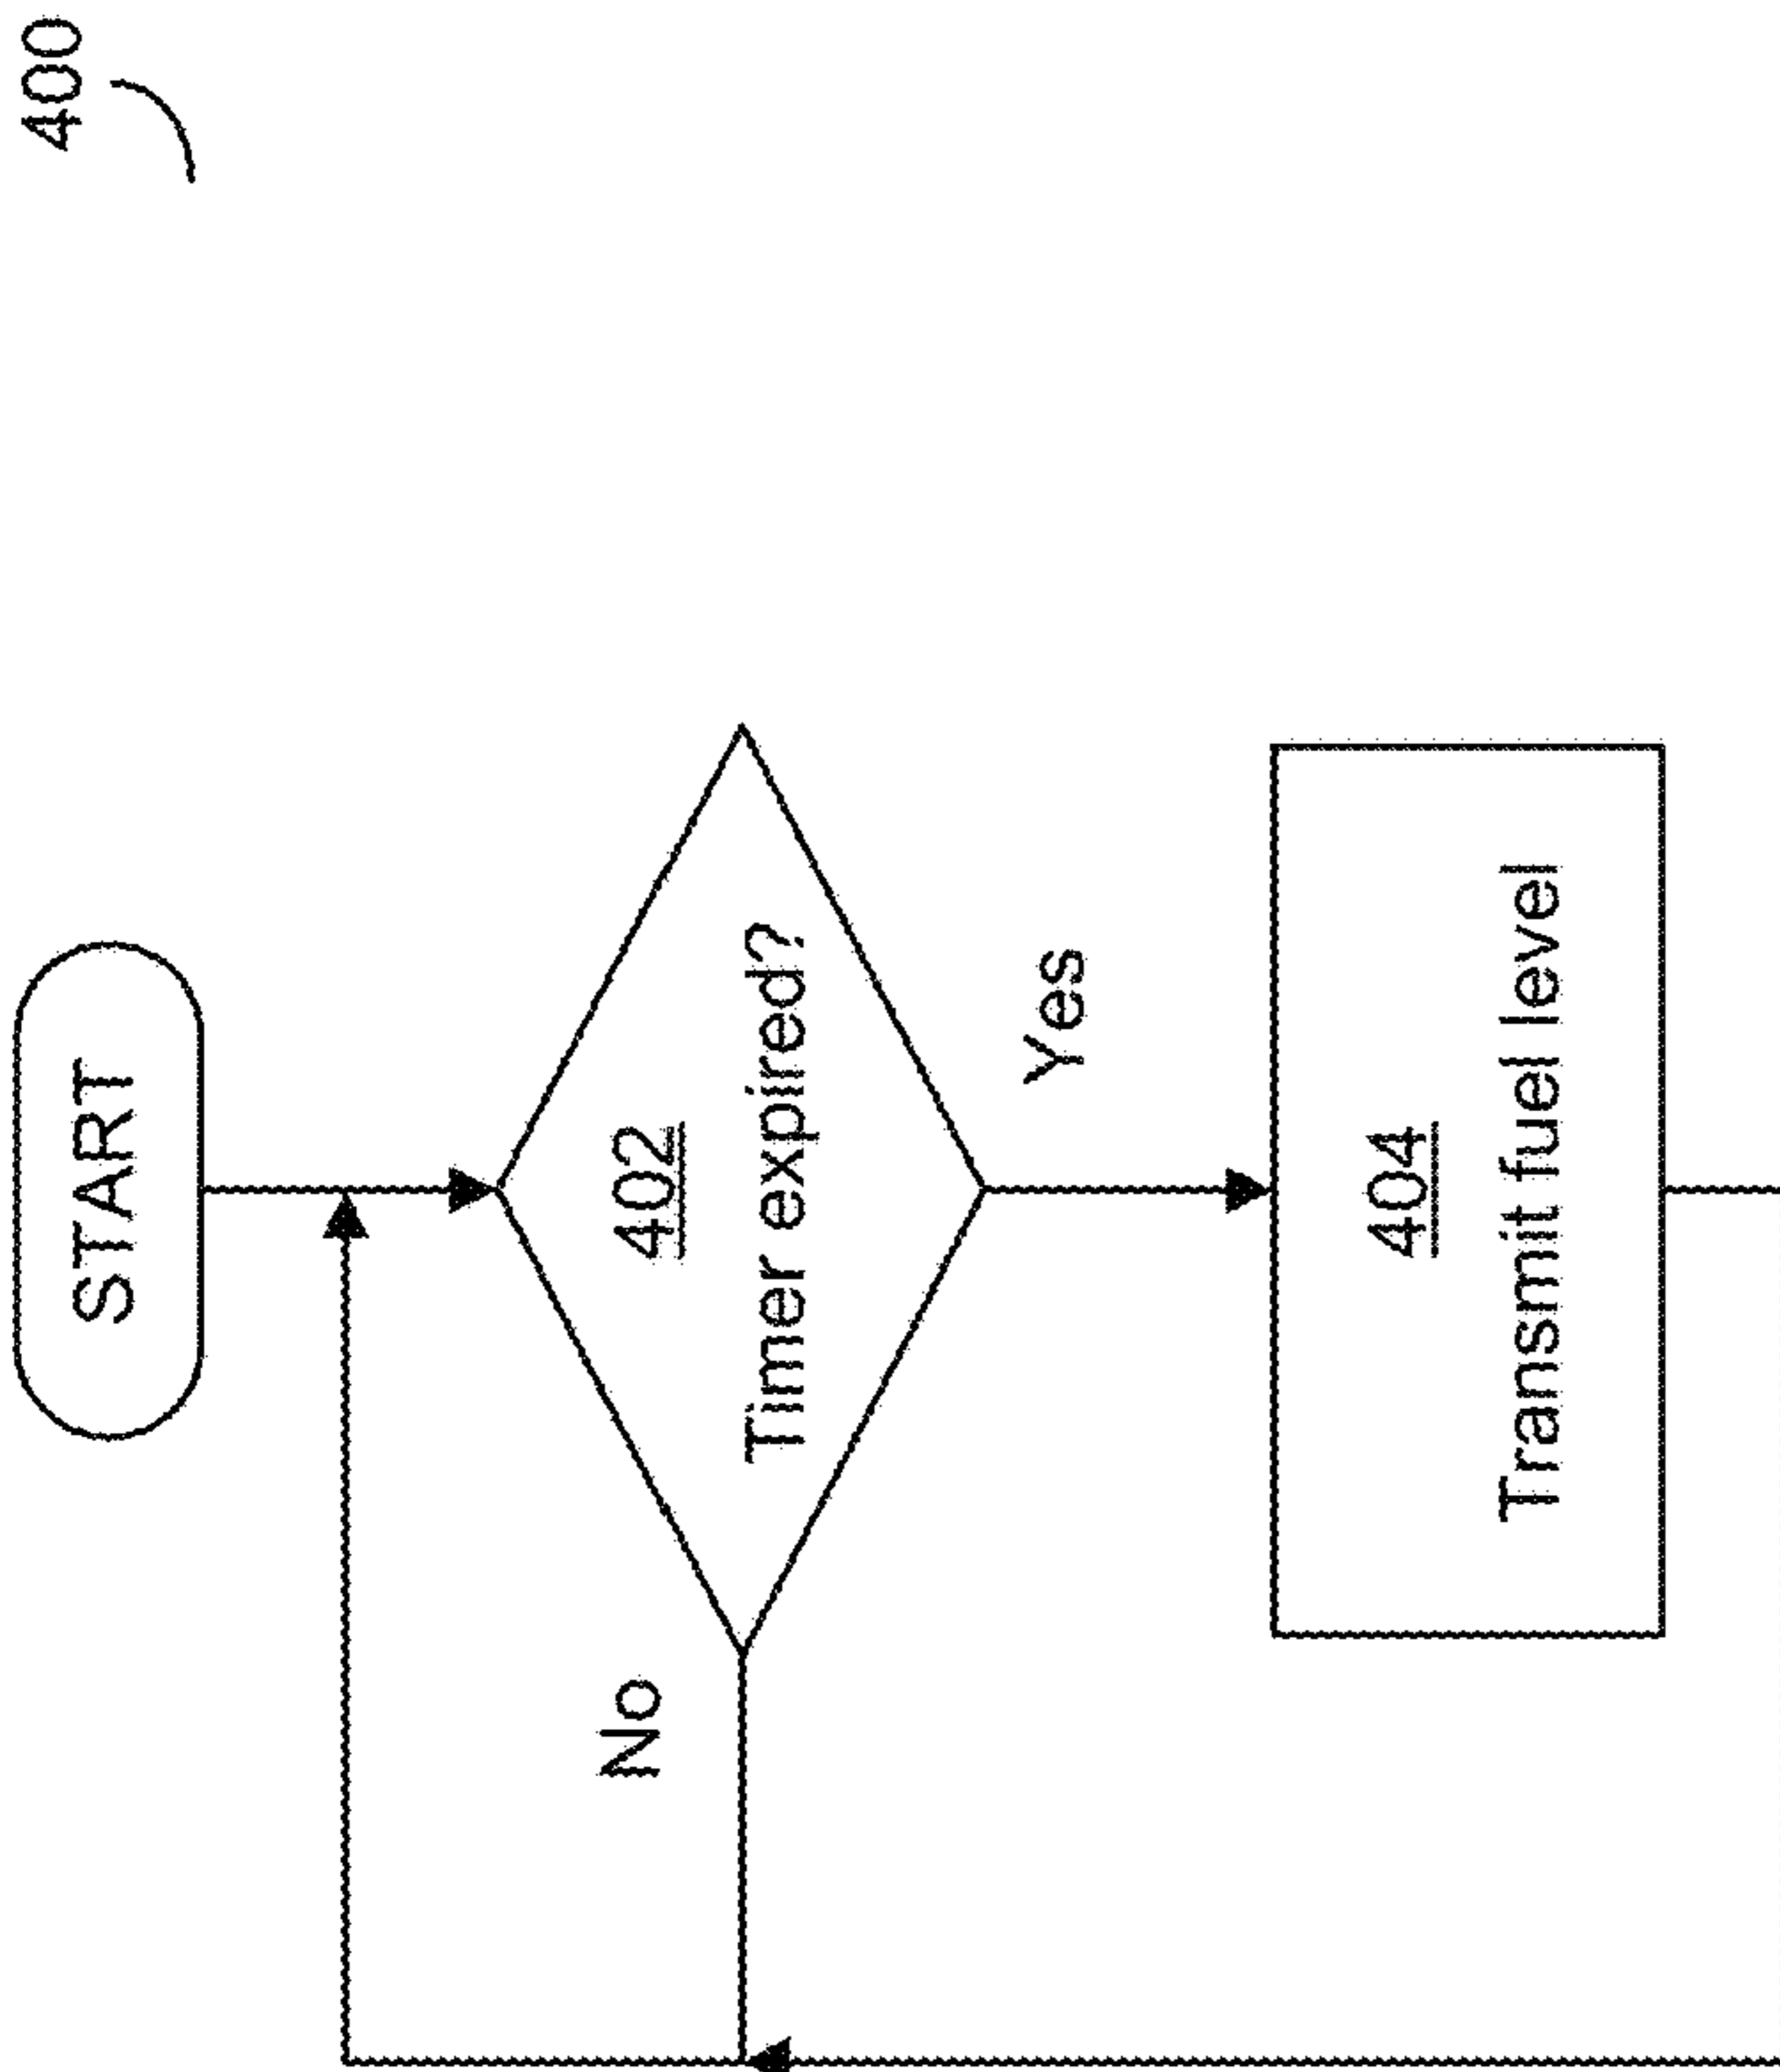 400
START
402
Timer expired?
No
Yes
404
Transmit fuel level